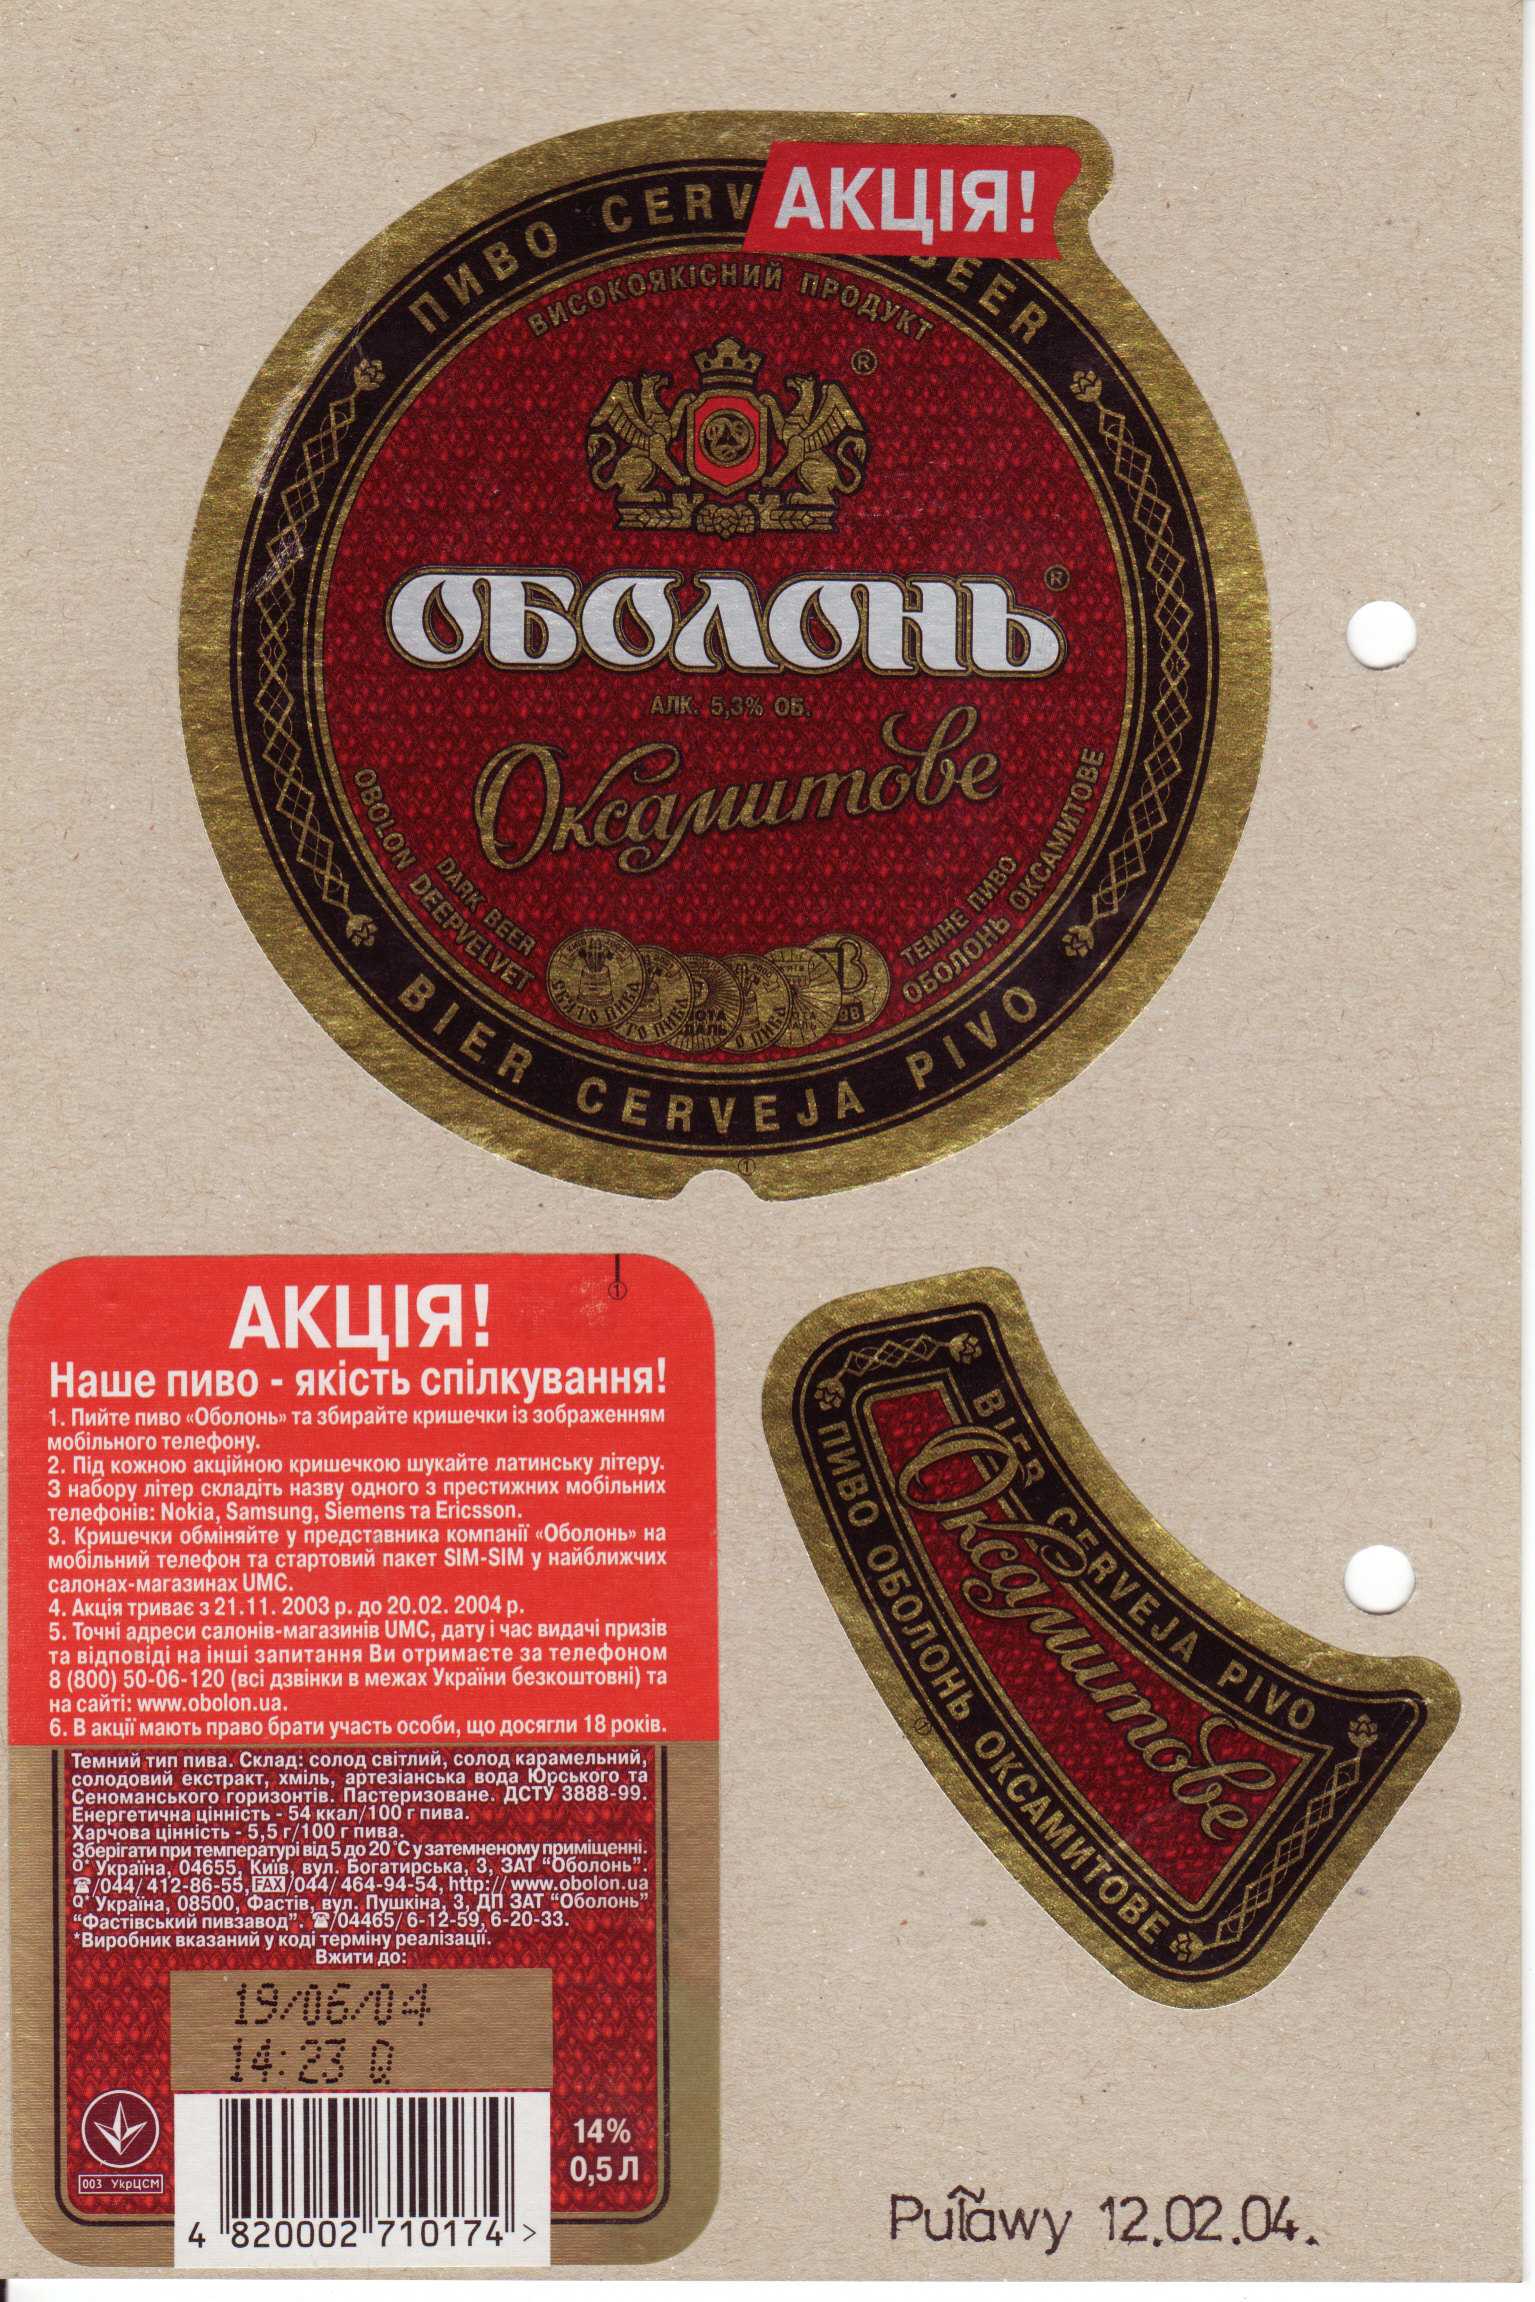 АКЦІЯ!
ПИВО CERV BEER
ВИСОКОЯКІСНИЙ ПРОДУКТ
®
ОБОЛОНЬ ®
АЛК. 5,3% ОБ.
Оксамитове
OBOLON DEEPVELVET
DARK BEER
ТЕМНЕ ПИВО
ОБОЛОНЬ ОКСАМИТОВЕ
СВЯТО ПИВА
BIER CERVEJA PIVO
1
АКЦІЯ!
1
Наше пиво - якість спілкування!
1. Пийте пиво «Оболонь» та збирайте кришечки із зображенням
мобільного телефону.
2. Під кожною акційною кришечкою шукайте латинську літеру.
З набору літер складіть назву одного з престижних мобільних
телефонів: Nokia, Samsung, Siemens та Ericsson.
3. Кришечки обміняйте у представника компанії «Оболонь» на
мобільний телефон та стартовий пакет SIM-SIM у найближчих
салонах-магазинах UMC.
4. Акція триває з 21.11. 2003 р. до 20.02. 2004 р.
5. Точні адреси салонів-магазинів UMC, дату і час видачі призів
та відповіді на інші запитання Ви отримаєте за телефоном
8 (800) 50-06-120 (всі дзвінки в межах України безкоштовні) та
на сайті: www.obolon.ua.
6. В акції мають право брати участь особи, що досягли 18 років.
Темний тип пива. Склад: солод світлий, солод карамельний,
солодовий екстракт, хміль, артезіанська вода Юрського та
Сеноманського горизонтів. Пастеризоване. ДСТУ 3888-99.
Енергетична цінність - 54 ккал/100 г пива.
Харчова цінність - 5,5 г/100 г пива.
Зберігати при температурі від 5 до 20 °С у затемненому приміщенні.
O* Україна, 04655, Київ, вул. Богатирська, 3, ЗАТ “Оболонь”.
☎/044/ 412-86-55, FAX/044/ 464-94-54, http:// www.obolon.ua
Q* Україна, 08500, Фастів, вул. Пушкіна, 3, ДП ЗАТ “Оболонь”
“Фастівський пивзавод”. ☎/04465/ 6-12-59, 6-20-33.
*Виробник вказаний у коді терміну реалізації.
Вжити до:
19/06/04
14:23 Q
003 УкрЦСМ
14%
0,5 Л
4 820002 710174 >
BIER CERVEJA PIVO
Оксамитове
ПИВО ОБОЛОНЬ ОКСАМИТОВЕ
Puławy 12.02.04.